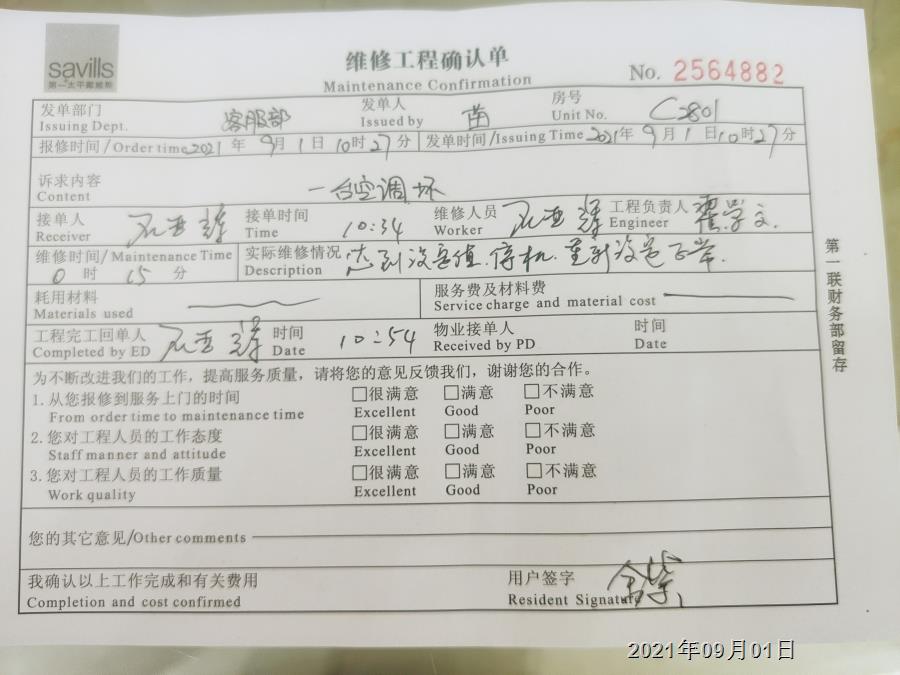 savills
第一太平戴维斯
维修工程确认单
Maintenance Confirmation
No. 2564882
发单部门 客服部 发单人 苗 房号 C2801
Issuing Dept. Issued by Unit No.
报修时间/Order time 2021 年 9 月 1 日 10 时 27 分 发单时间/Issuing Time 2021 年 9 月 1 日 10 时 27 分
诉求内容 一台空调坏
Content
接单人 接单时间 10:34 维修人员 工程负责人
Receiver Time Worker Engineer
维修时间/Maintenance Time 实际维修情况
0 时 15 分 Description
达到设定值.停机.重新设定正常.
耗用材料 服务费及材料费
Materials used Service charge and material cost
工程完工回单人 时间 10:54 物业接单人 时间
Completed by ED Date Received by PD Date
为不断改进我们的工作，提高服务质量，请将您的意见反馈我们，谢谢您的合作。
1. 从您报修到服务上门的时间 □很满意 □满意 □不满意
From order time to maintenance time Excellent Good Poor
2. 您对工程人员的工作态度 □很满意 □满意 □不满意
Staff manner and attitude Excellent Good Poor
3. 您对工程人员的工作质量 □很满意 □满意 □不满意
Work quality Excellent Good Poor
您的其它意见/Other comments
我确认以上工作完成和有关费用 用户签字
Completion and cost confirmed Resident Signature
第一联财务部留存
2021年09月01日